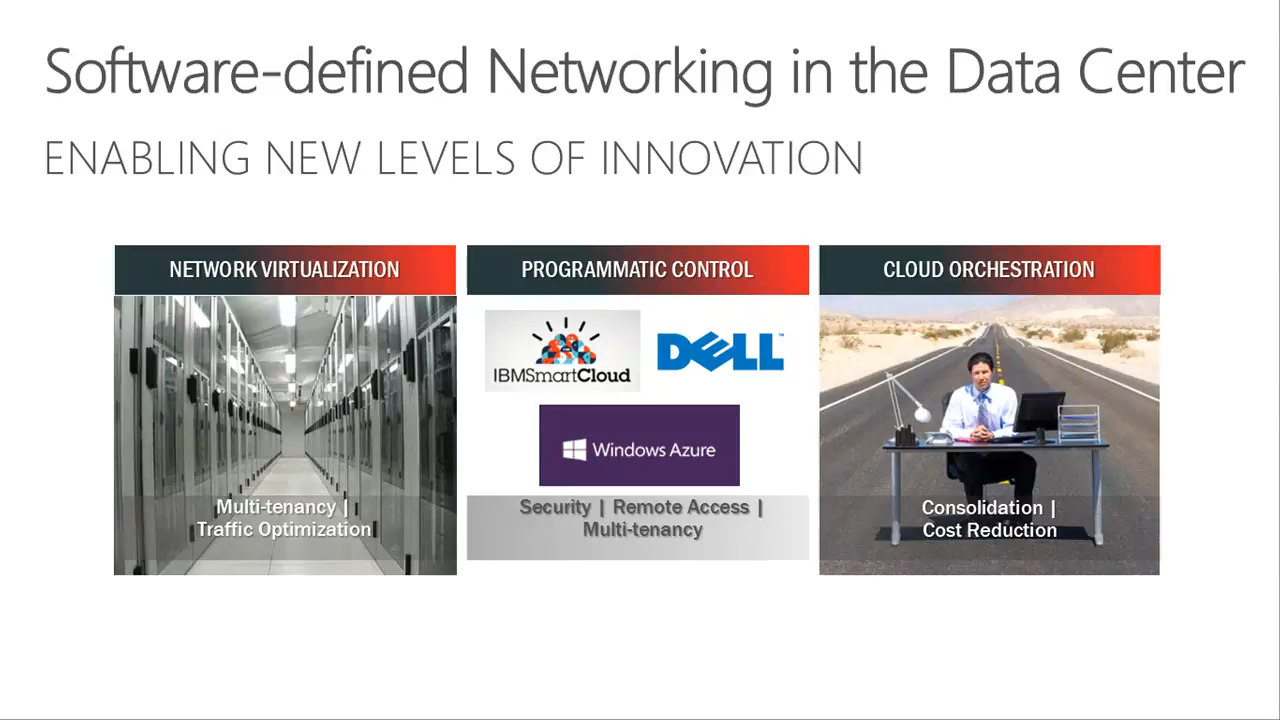 Software-defined Networking in the Data Center
ENABLING NEW LEVELS OF INNOVATION
NETWORK VIRTUALIZATION
Multi-tenancy |
Traffic Optimization
PROGRAMMATIC CONTROL
IBMSmartCloud
DELL™
Windows Azure
Security | Remote Access |
Multi-tenancy
CLOUD ORCHESTRATION
Consolidation |
Cost Reduction